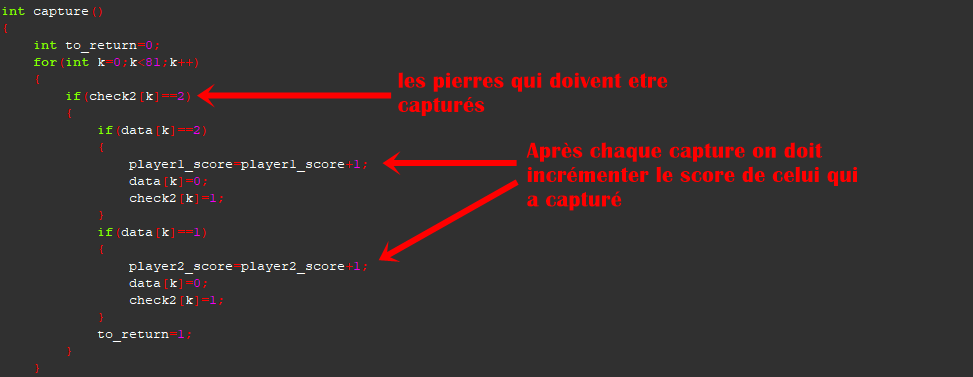 int capture()
{
int to_return=0;
for(int k=0;k<81;k++)
{
if(check2[k]==2)
les pierres qui doivent etre
capturés
{
if(data[k]==2)
{
player1_score=player1_score+1;
data[k]=0;
check2[k]=1;
}
Après chaque capture on doit
incrémenter le score de celui qui
a capturé
if(data[k]==1)
{
player2_score=player2_score+1;
data[k]=0;
check2[k]=1;
}
to_return=1;
}
}